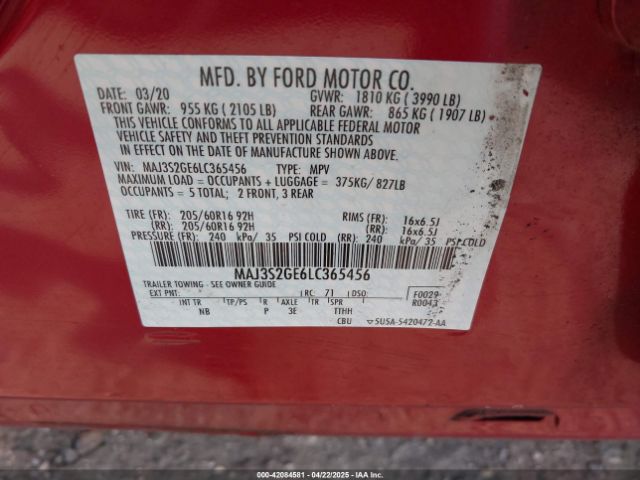 MFD. BY FORD MOTOR CO.
DATE: 03/20 GVWR: 1810 KG ( 3990 LB)
FRONT GAWR: 955 KG ( 2105 LB) REAR GAWR: 865 KG ( 1907 LB)
THIS VEHICLE CONFORMS TO ALL APPLICABLE FEDERAL MOTOR
VEHICLE SAFETY AND THEFT PREVENTION STANDARDS
IN EFFECT ON THE DATE OF MANUFACTURE SHOWN ABOVE.
VIN: MAJ3S2GE6LC365456 TYPE: MPV
MAXIMUM LOAD = OCCUPANTS + LUGGAGE = 375KG/ 827LB
OCCUPANTS = 5 TOTAL; 2 FRONT, 3 REAR
TIRE (FR): 205/60R16 92H RIMS (FR): 16x6.5J
(RR): 205/60R16 92H (RR): 16x6.5J
PRESSURE (FR): 240 kPa/ 35 PSI COLD (RR): 240 kPa/ 35 PSI COLD
MAJ3S2GE6LC365456
TRAILER TOWING - SEE OWNER GUIDE
EXT PNT: RC: 71 DSO: F0029
INT TR TP/PS R AXLE TR SPR R0043
NB P 3E TTHH
CBU 5U5A-5420472-AA
000-42084581 - 04/22/2025 - IAA Inc.